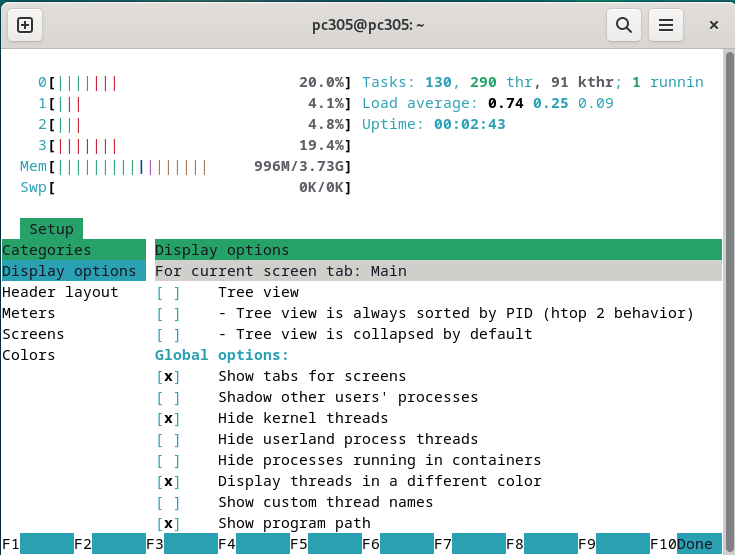 pc305@pc305: ~
0[||||||| 20.0%] Tasks: 130, 290 thr, 91 kthr; 1 runnin
1[||| 4.1%] Load average: 0.74 0.25 0.09
2[||| 4.8%] Uptime: 00:02:43
3[||||||| 19.4%]
Mem[||||||||||||||||| 996M/3.73G]
Swp[ 0K/0K]
Setup
Categories Display options
Display options For current screen tab: Main
Header layout [ ] Tree view
Meters [ ] - Tree view is always sorted by PID (htop 2 behavior)
Screens [ ] - Tree view is collapsed by default
Colors Global options:
[x] Show tabs for screens
[ ] Shadow other users' processes
[x] Hide kernel threads
[ ] Hide userland process threads
[ ] Hide processes running in containers
[x] Display threads in a different color
[ ] Show custom thread names
[x] Show program path
F1 F2 F3 F4 F5 F6 F7 F8 F9 F10Done